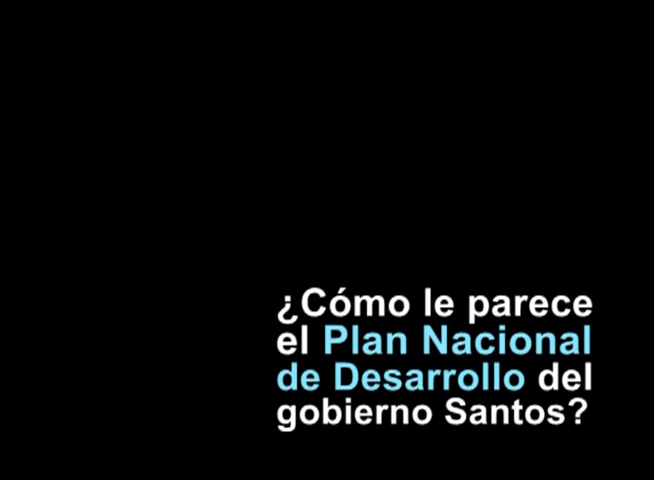 ¿Cómo le parece
el Plan Nacional
de Desarrollo del
gobierno Santos?